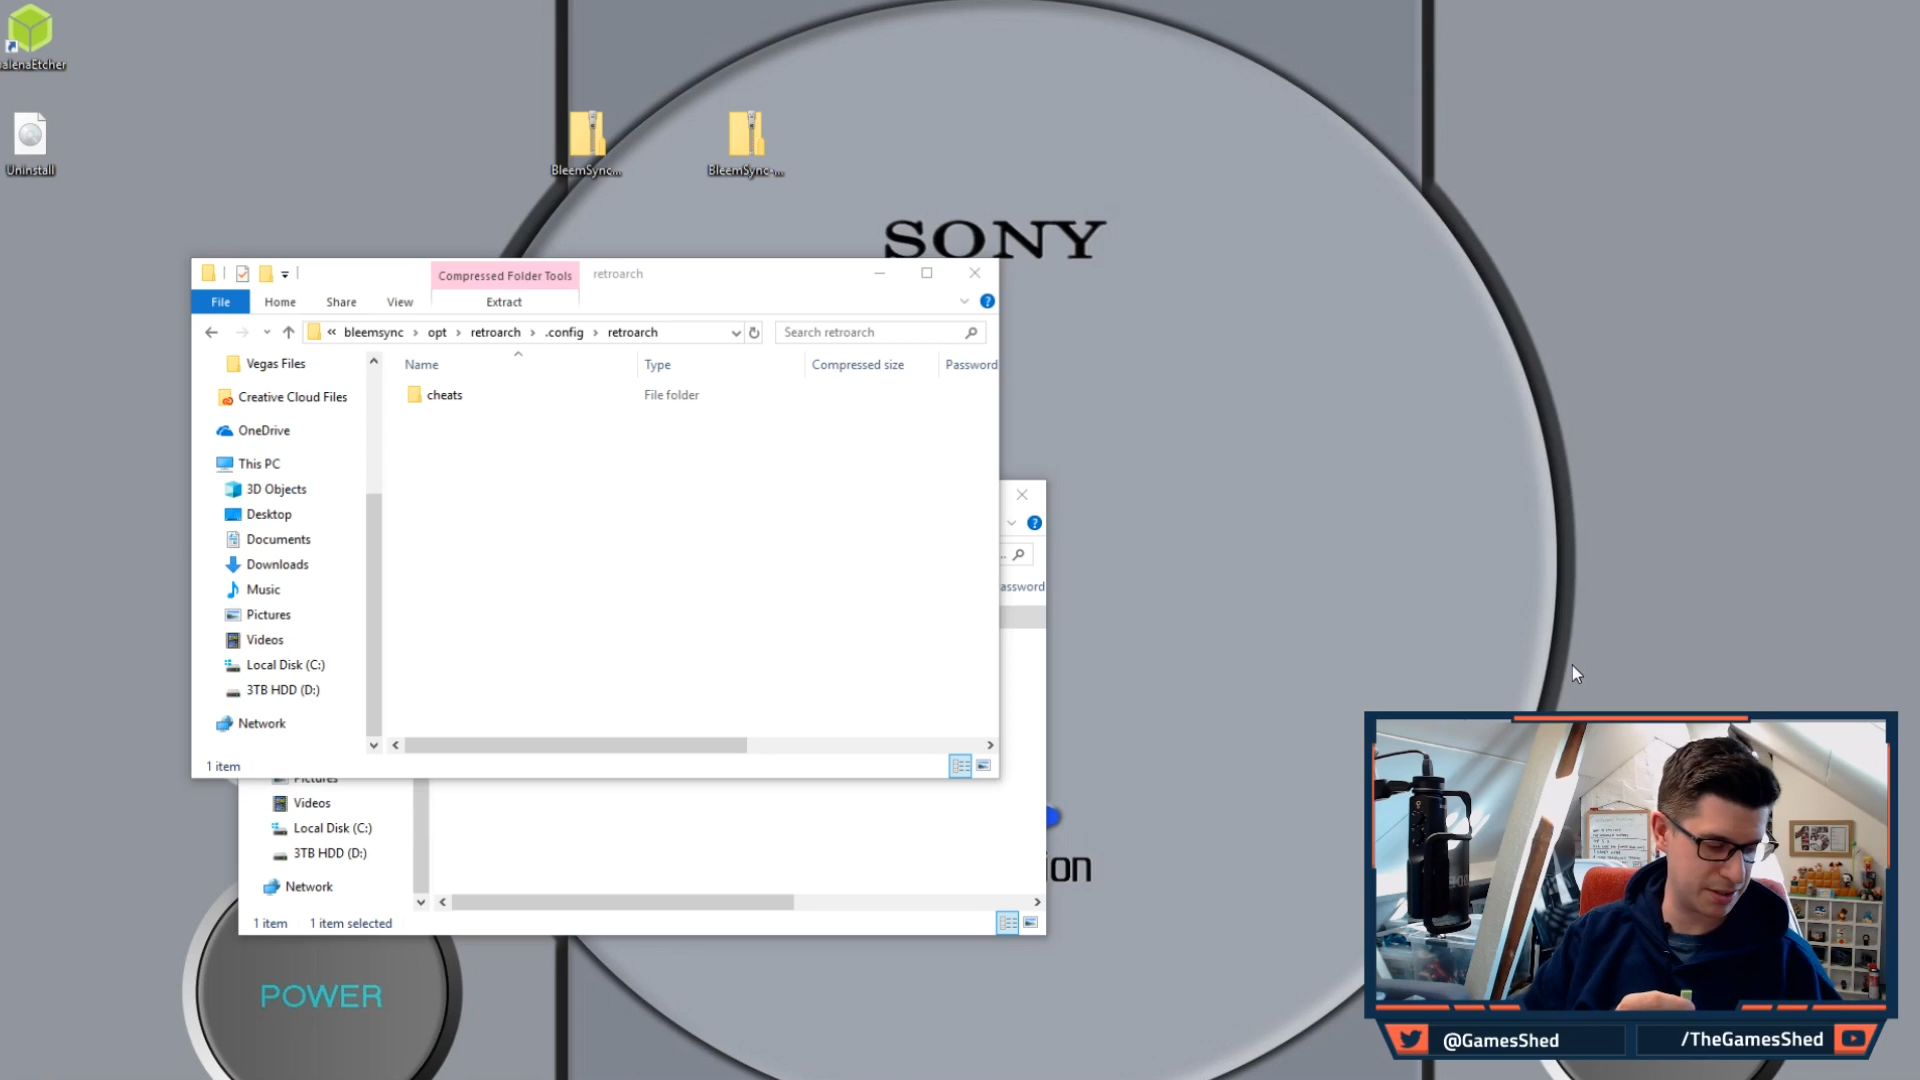 alenaEtcher
Uninstall
BleemSync...
BleemSync-...
SONY
Compressed Folder Tools
retroarch
File
Home
Share
View
Extract
« bleemsync > opt > retroarch > .config > retroarch
Search retroarch
Name
Type
Compressed size
Password
cheats
File folder
Vegas Files
Creative Cloud Files
OneDrive
This PC
3D Objects
Desktop
Documents
Downloads
Music
Pictures
Videos
Local Disk (C:)
3TB HDD (D:)
Network
1 item
assword
Pictures
Videos
Local Disk (C:)
3TB HDD (D:)
Network
1 item
1 item selected
ion
POWER
@GamesShed
/TheGamesShed